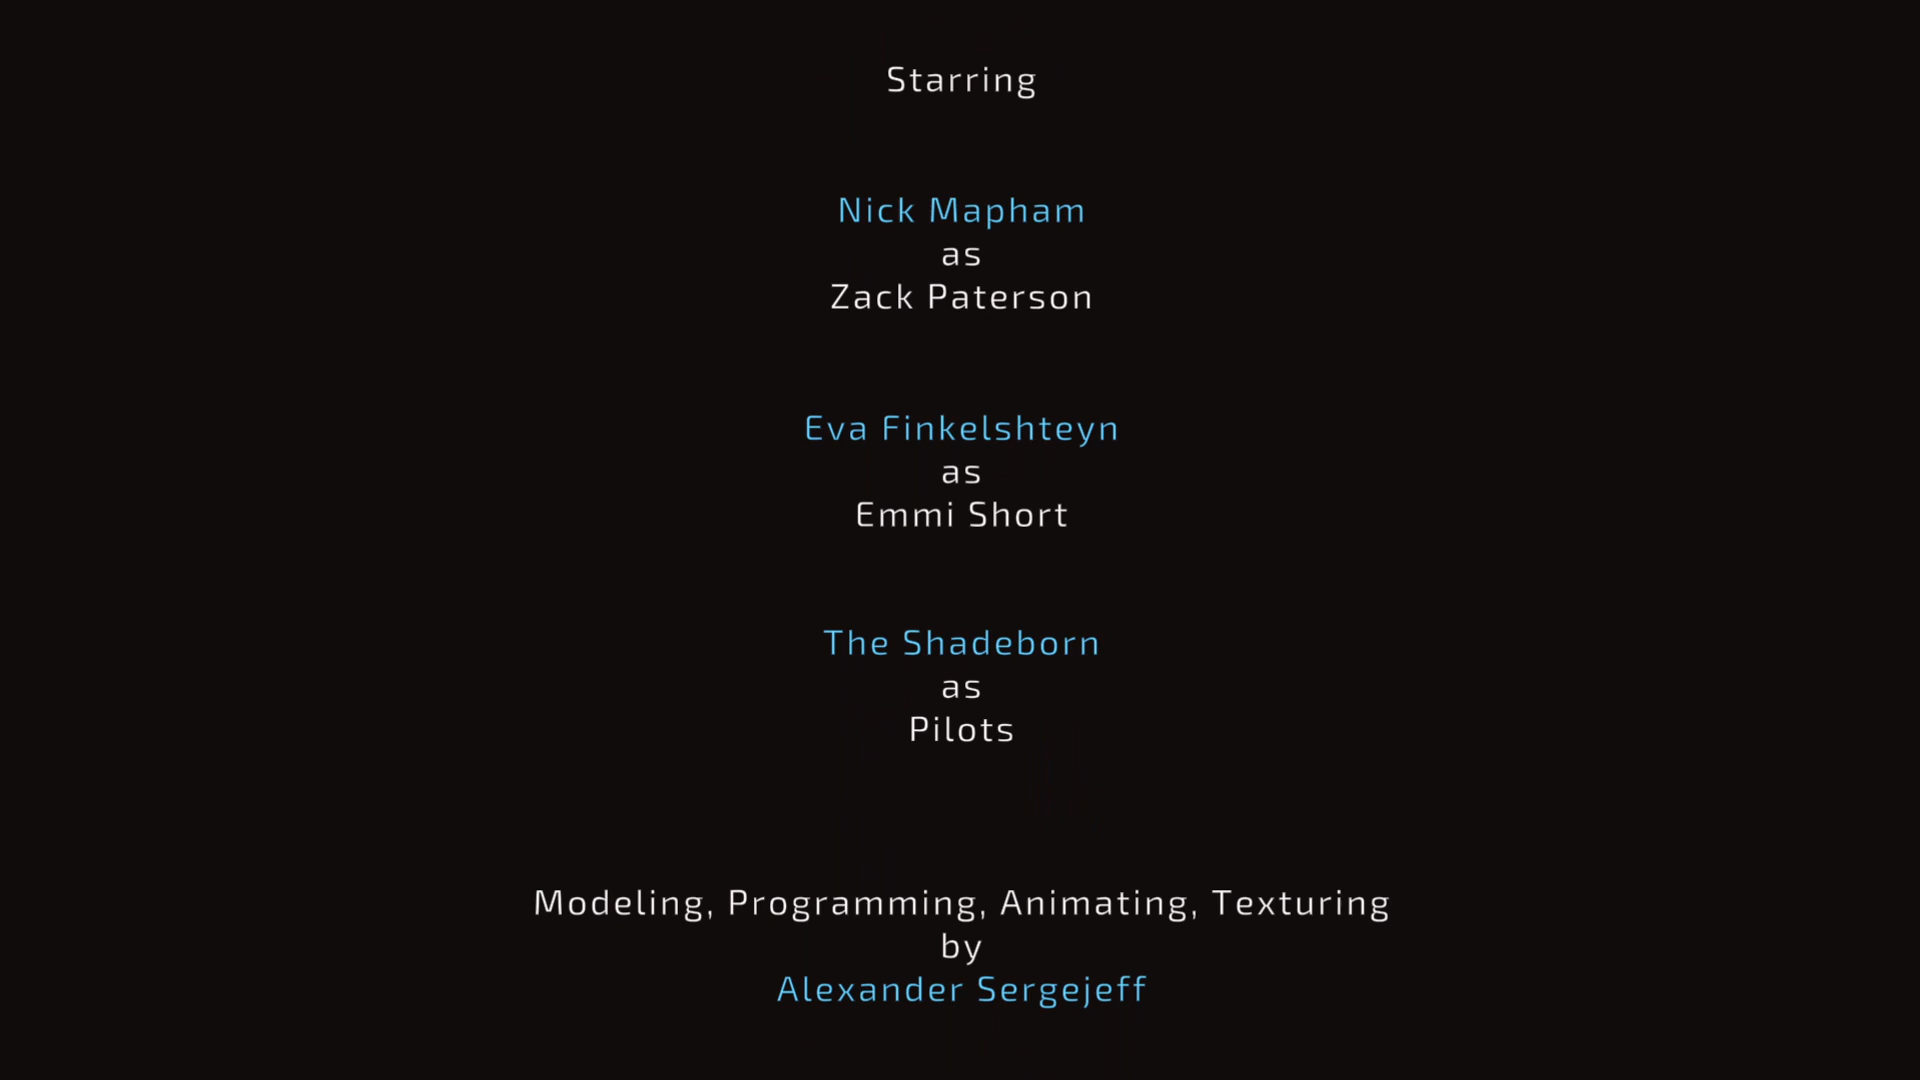 Starring
Nick Mapham
as
Zack Paterson
Eva Finkelshteyn
as
Emmi Short
The Shadeborn
as
Pilots
Modeling, Programming, Animating, Texturing
by
Alexander Sergejeff